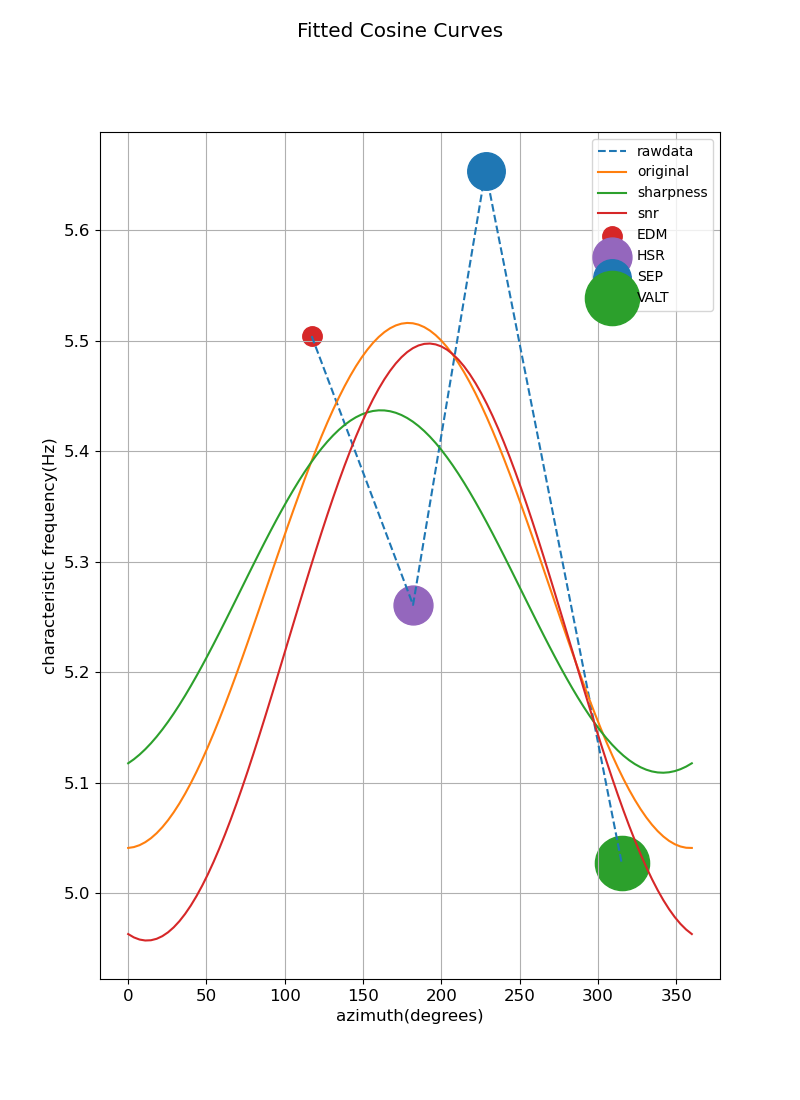 Fitted Cosine Curves
rawdata
original
sharpness
snr
EDM
HSR
SEP
VALT
characteristic frequency(Hz)
5.6
5.5
5.4
5.3
5.2
5.1
5.0
0 50 100 150 200 250 300 350
azimuth(degrees)